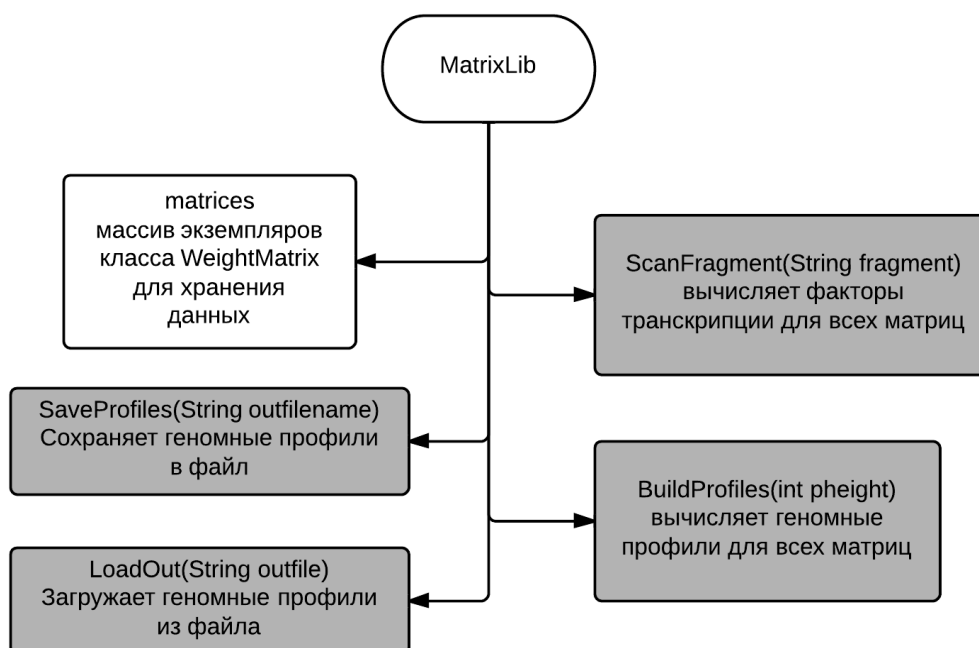 MatrixLib
matrices
массив экземпляров
класса WeightMatrix
для хранения
данных
ScanFragment(String fragment)
вычисляет факторы
транскрипции для всех матриц
SaveProfiles(String outfilename)
Сохраняет геномные профили
в файл
BuildProfiles(int pheight)
вычисляет геномные
профили для всех матриц
LoadOut(String outfile)
Загружает геномные профили
из файла